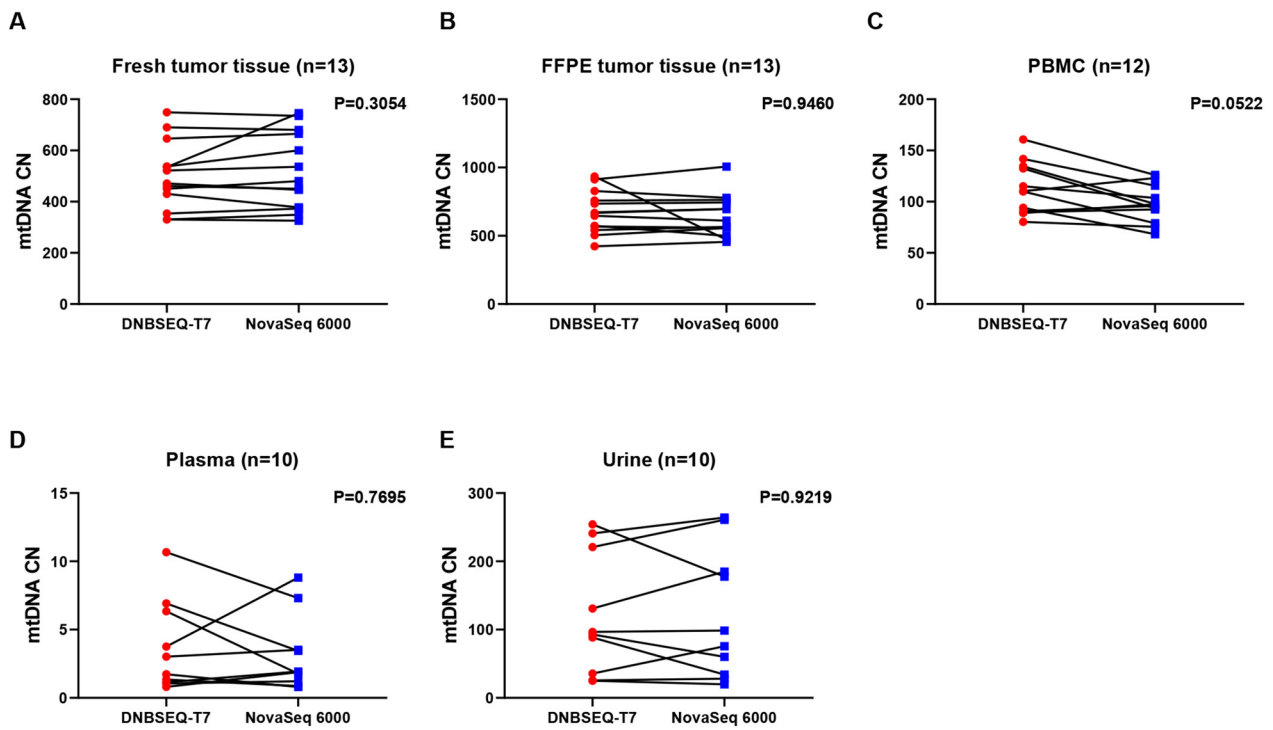 A
Fresh tumor tissue (n=13)
P=0.3054
mtDNA CN
800
600
400
200
0
DNBSEQ-T7 NovaSeq 6000
B
FFPE tumor tissue (n=13)
P=0.9460
mtDNA CN
1500
1000
500
0
DNBSEQ-T7 NovaSeq 6000
C
PBMC (n=12)
P=0.0522
mtDNA CN
200
150
100
50
0
DNBSEQ-T7 NovaSeq 6000
D
Plasma (n=10)
P=0.7695
mtDNA CN
15
10
5
0
DNBSEQ-T7 NovaSeq 6000
E
Urine (n=10)
P=0.9219
mtDNA CN
300
200
100
0
DNBSEQ-T7 NovaSeq 6000